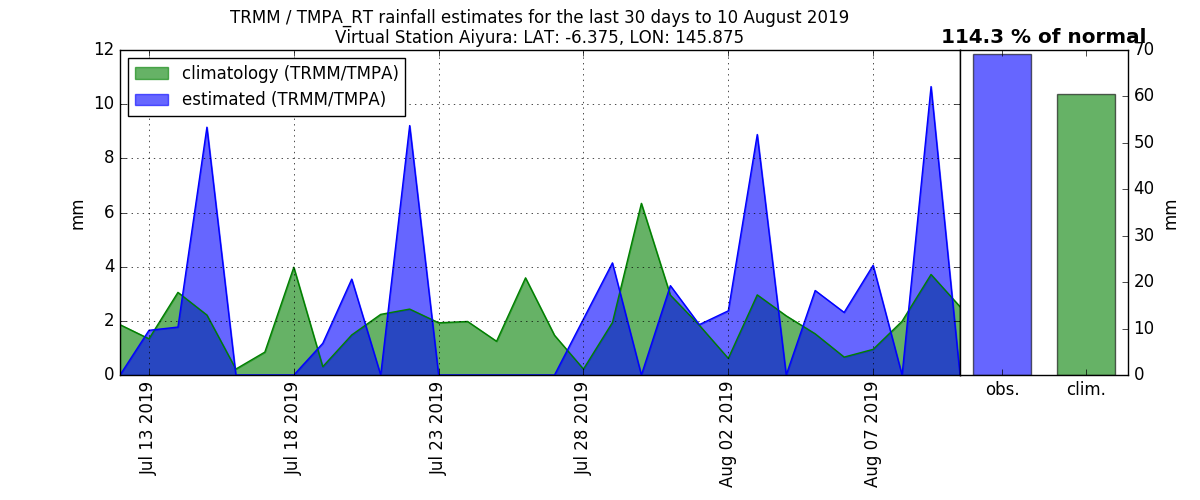 TRMM / TMPA_RT rainfall estimates for the last 30 days to 10 August 2019
Virtual Station Aiyura: LAT: -6.375, LON: 145.875
114.3 % of normal
climatology (TRMM/TMPA)
estimated (TRMM/TMPA)
12
10
8
6
4
2
0
mm
70
60
50
40
30
20
10
0
mm
Jul 13 2019
Jul 18 2019
Jul 23 2019
Jul 28 2019
Aug 02 2019
Aug 07 2019
obs.
clim.